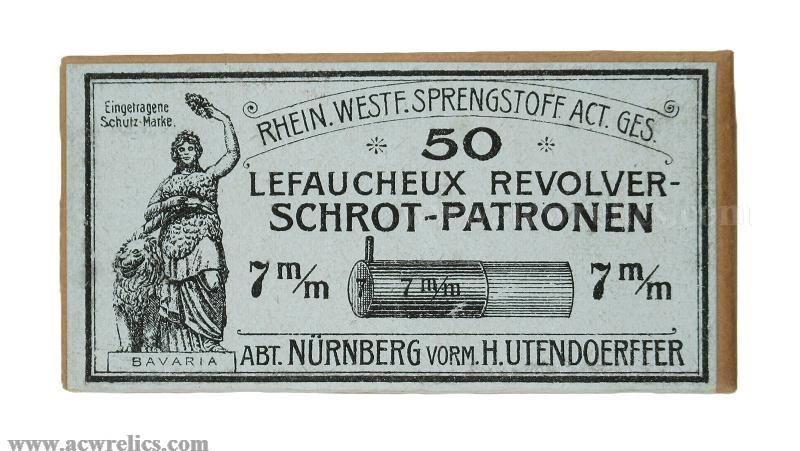 Eingetragene
Schutz-Marke.
RHEIN. WESTF. SPRENGSTOFF ACT. GES.
50
LEFAUCHEUX REVOLVER-
SCHROT-PATRONEN
7 m/m
7
7 m/m
7 m/m
BAVARIA
ABT. NÜRNBERG VORM. H. UTENDOERFFER
www.acwrelics.com